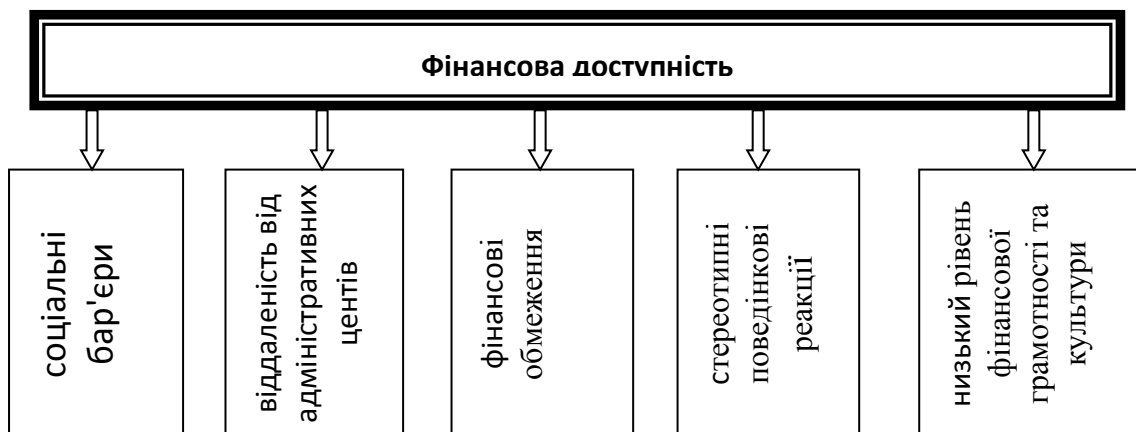 Фінансова доступність
соціальні
бар'єри
віддаленість від
адміністративних
центів
фінансові
обмеження
стереотипні
поведінкові
реакції
низький рівень
фінансової
грамотності та
культури